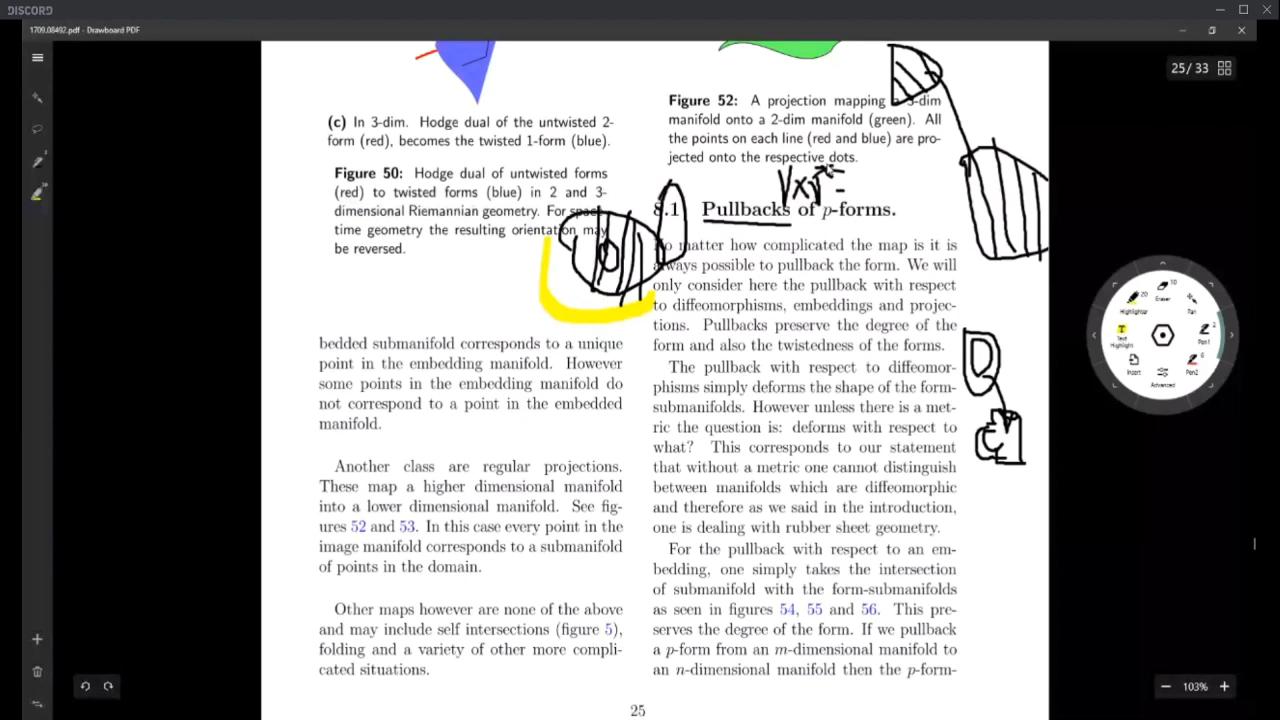 DISCORD
1709.08492.pdf - Drawboard PDF
25 / 33
(c) In 3-dim. Hodge dual of the untwisted 2-
form (red), becomes the twisted 1-form (blue).
Figure 50: Hodge dual of untwisted forms
(red) to twisted forms (blue) in 2 and 3-
dimensional Riemannian geometry. For space-
time geometry the resulting orientation may
be reversed.
bedded submanifold corresponds to a unique
point in the embedding manifold. However
some points in the embedding manifold do
not correspond to a point in the embedded
manifold.
Another class are regular projections.
These map a higher dimensional manifold
into a lower dimensional manifold. See fig-
ures 52 and 53. In this case every point in the
image manifold corresponds to a submanifold
of points in the domain.
Other maps however are none of the above
and may include self intersections (figure 5),
folding and a variety of other more compli-
cated situations.
Figure 52: A projection mapping a 3-dim
manifold onto a 2-dim manifold (green). All
the points on each line (red and blue) are pro-
jected onto the respective dots.
8.1 Pullbacks of p-forms.
No matter how complicated the map is it is
always possible to pullback the form. We will
only consider here the pullback with respect
to diffeomorphisms, embeddings and projec-
tions. Pullbacks preserve the degree of the
form and also the twistedness of the forms.
The pullback with respect to diffeomor-
phisms simply deforms the shape of the form-
submanifolds. However unless there is a met-
ric the question is: deforms with respect to
what? This corresponds to our statement
that without a metric one cannot distinguish
between manifolds which are diffeomorphic
and therefore as we said in the introduction,
one is dealing with rubber sheet geometry.
For the pullback with respect to an em-
bedding, one simply takes the intersection
of submanifold with the form-submanifolds
as seen in figures 54, 55 and 56. This pre-
serves the degree of the form. If we pullback
a p-form from an m-dimensional manifold to
an n-dimensional manifold then the p-form-
25
Highlighter
Eraser
Pan
Text
Highlight
Pen1
Insert
Pen2
Advanced
103%